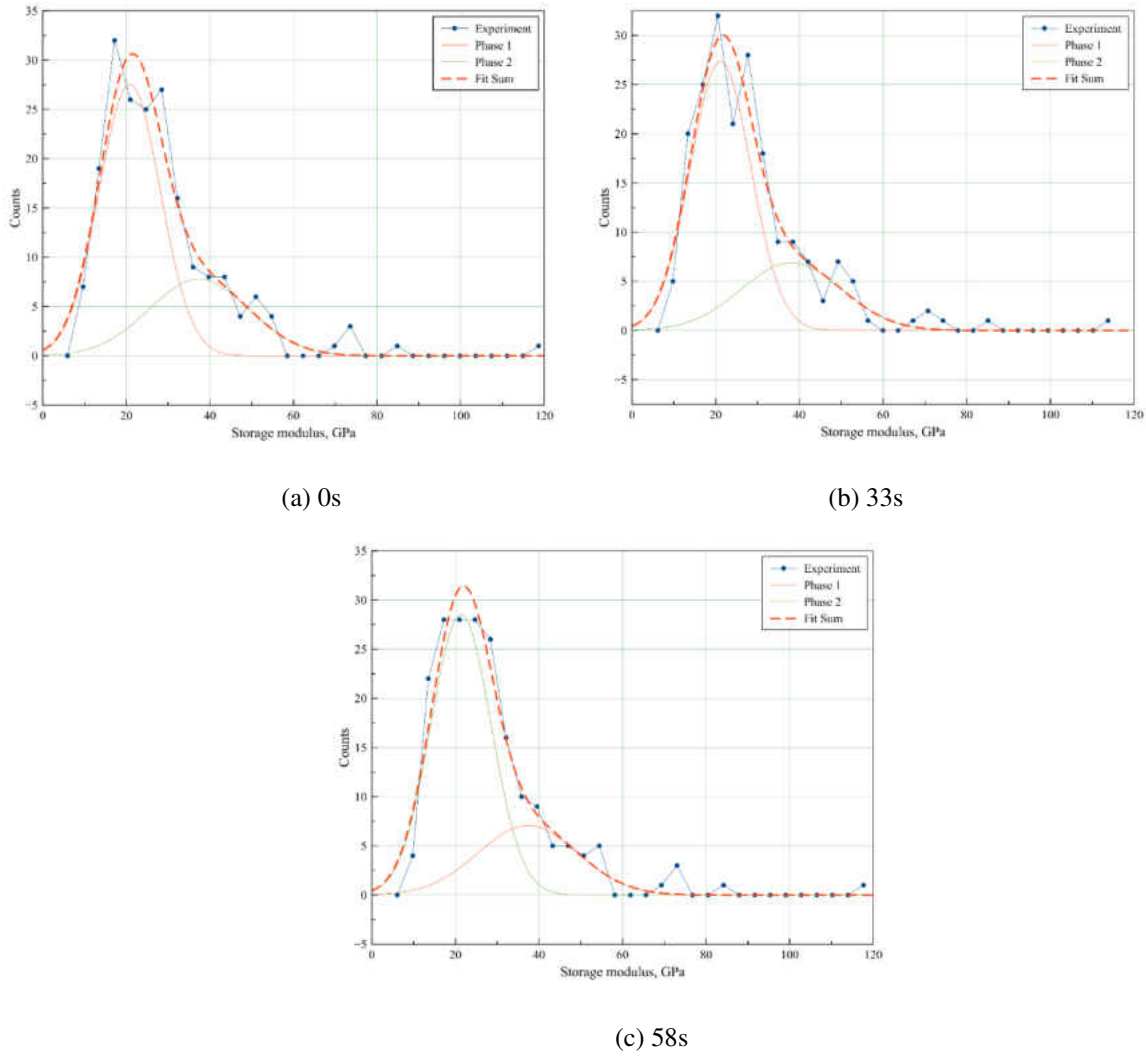 35
30
25
20
15
10
5
0
−5
Counts
Experiment
Phase 1
Phase 2
Fit Sum
0 20 40 60 80 100 120
Storage modulus, GPa
(a) 0s
30
25
20
15
10
5
0
−5
Counts
Experiment
Phase 1
Phase 2
Fit Sum
0 20 40 60 80 100 120
Storage modulus, GPa
(b) 33s
35
30
25
20
15
10
5
0
−5
Counts
Experiment
Phase 1
Phase 2
Fit Sum
0 20 40 60 80 100 120
Storage modulus, GPa
(c) 58s